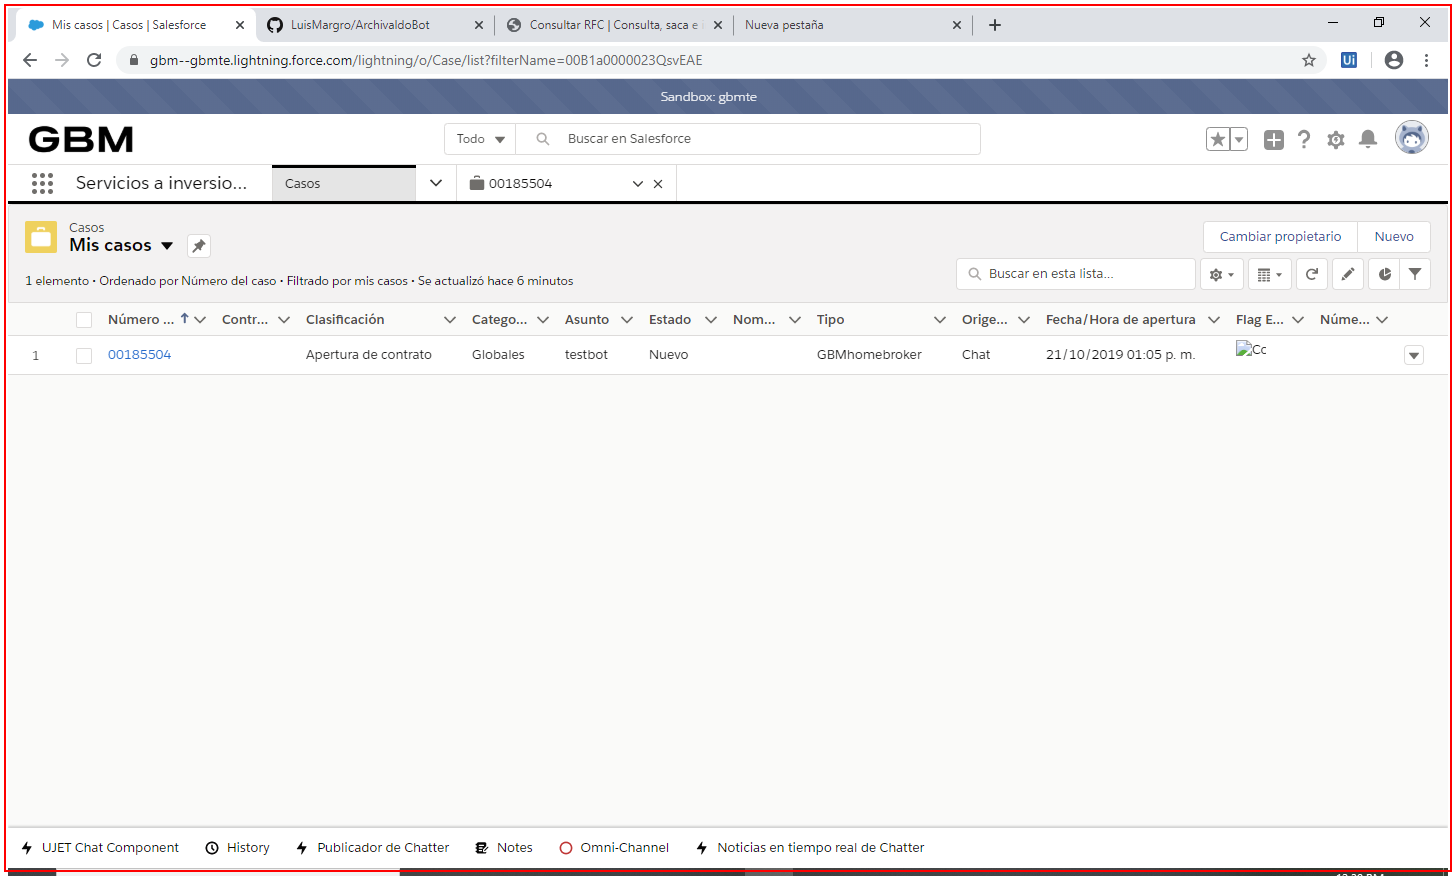 Mis casos | Casos | Salesforce
LuisMargro/ArchivaldoBot
Consultar RFC | Consulta, saca e i
Nueva pestaña
gbm--gbmte.lightning.force.com/lightning/o/Case/list?filterName=00B1a0000023QsvEAE
Ui
Sandbox: gbmte
GBM
Todo
Buscar en Salesforce
Servicios a inversio...
Casos
00185504
Casos
Mis casos
Cambiar propietario
Nuevo
1 elemento • Ordenado por Número del caso • Filtrado por mis casos • Se actualizó hace 6 minutos
Buscar en esta lista...
Número ... Contr... Clasificación Catego... Asunto Estado Nom... Tipo Orige... Fecha/Hora de apertura Flag E... Núme...
1 00185504 Apertura de contrato Globales testbot Nuevo GBMhomebroker Chat 21/10/2019 01:05 p. m. Cc
UJET Chat Component History Publicador de Chatter Notes Omni-Channel Noticias en tiempo real de Chatter